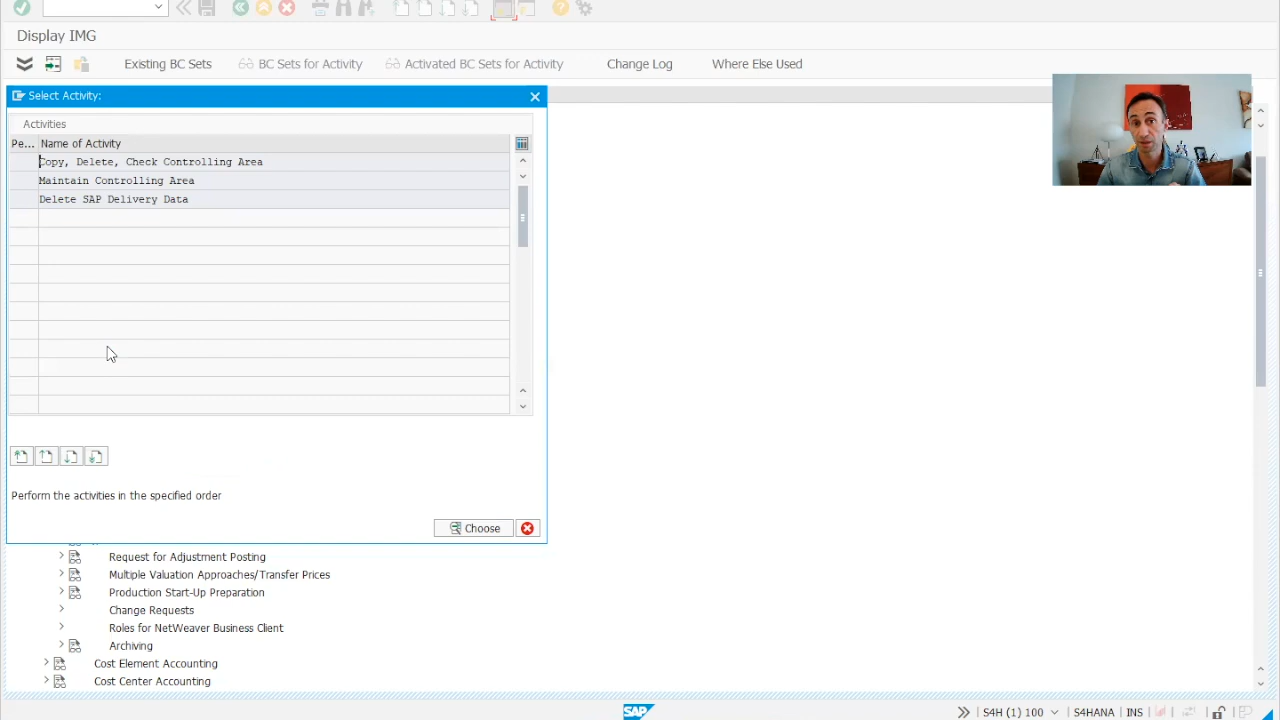 Display IMG
Existing BC Sets BC Sets for Activity Activated BC Sets for Activity Change Log Where Else Used
Select Activity:
Activities
Pe... Name of Activity
Copy, Delete, Check Controlling Area
Maintain Controlling Area
Delete SAP Delivery Data
Perform the activities in the specified order
Choose
Request for Adjustment Posting
Multiple Valuation Approaches/Transfer Prices
Production Start-Up Preparation
Change Requests
Roles for NetWeaver Business Client
Archiving
Cost Element Accounting
Cost Center Accounting
SAP S4H (1) 100 S4HANA INS